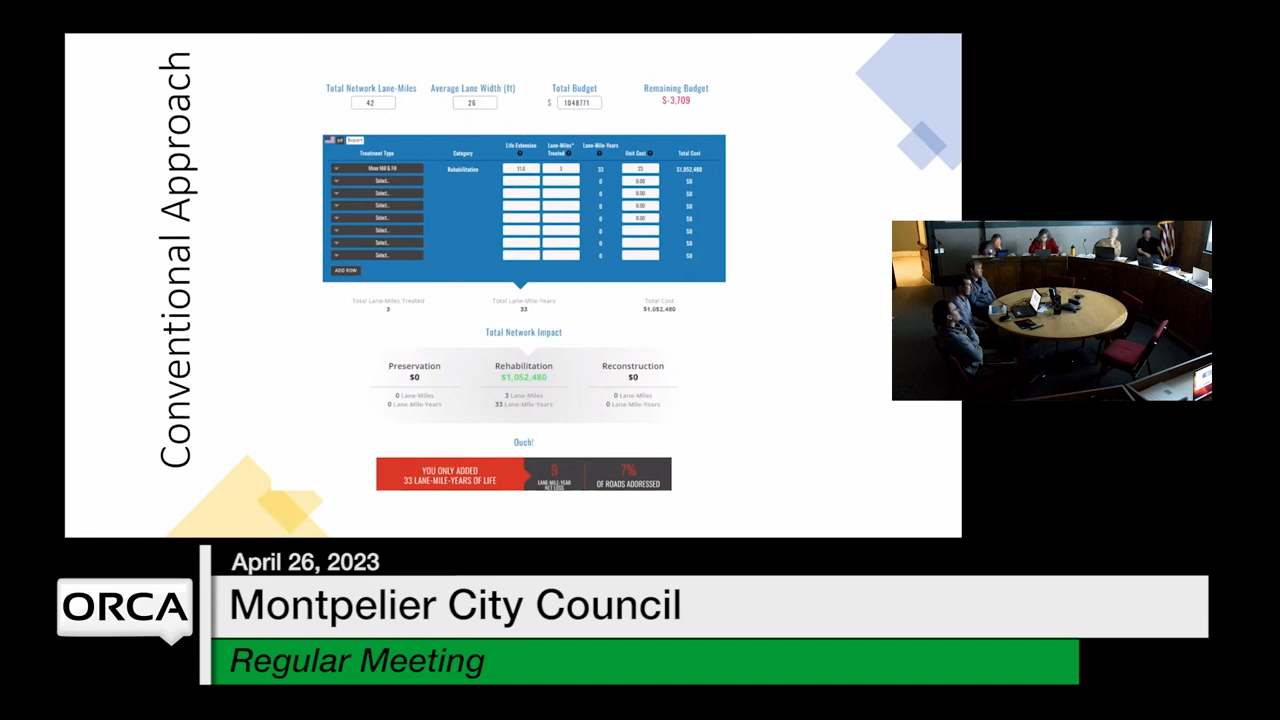 Conventional Approach
Total Network Lane-Miles Average Lane Width (ft) Total Budget Remaining Budget
42 26 $ 1048771 $-3,709
yd Export
Life Extension Lane-Miles* Lane-Mile-Years
Treatment Type Category Treated Unit Cost Total Cost
Minor Mill & Fill Rehabilitation 11.0 3 33 23 $1,052,480
Select... 0 0.00 $0
Select... 0 0.00 $0
Select... 0 0.00 $0
Select... 0 0.00 $0
Select... 0 $0
Select... 0 $0
Select... 0 $0
ADD ROW
Total Lane-Miles Treated Total Lane-Mile-Years Total Cost
3 33 $1,052,480
Total Network Impact
Preservation Rehabilitation Reconstruction
$0 $1,052,480 $0
0 Lane-Miles 3 Lane-Miles 0 Lane-Miles
0 Lane-Mile-Years 33 Lane-Mile-Years 0 Lane-Mile-Years
Ouch!
YOU ONLY ADDED 9 7%
33 LANE-MILE-YEARS OF LIFE LANE-MILE-YEAR OF ROADS ADDRESSED
NET LOSS
April 26, 2023
ORCA Montpelier City Council
Regular Meeting